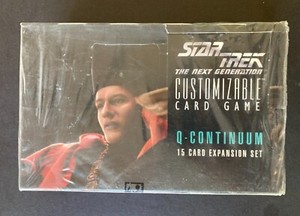 STAR TREK
THE NEXT GENERATION
CUSTOMIZABLE
CARD GAME
Q-CONTINUUM
15 CARD EXPANSION SET